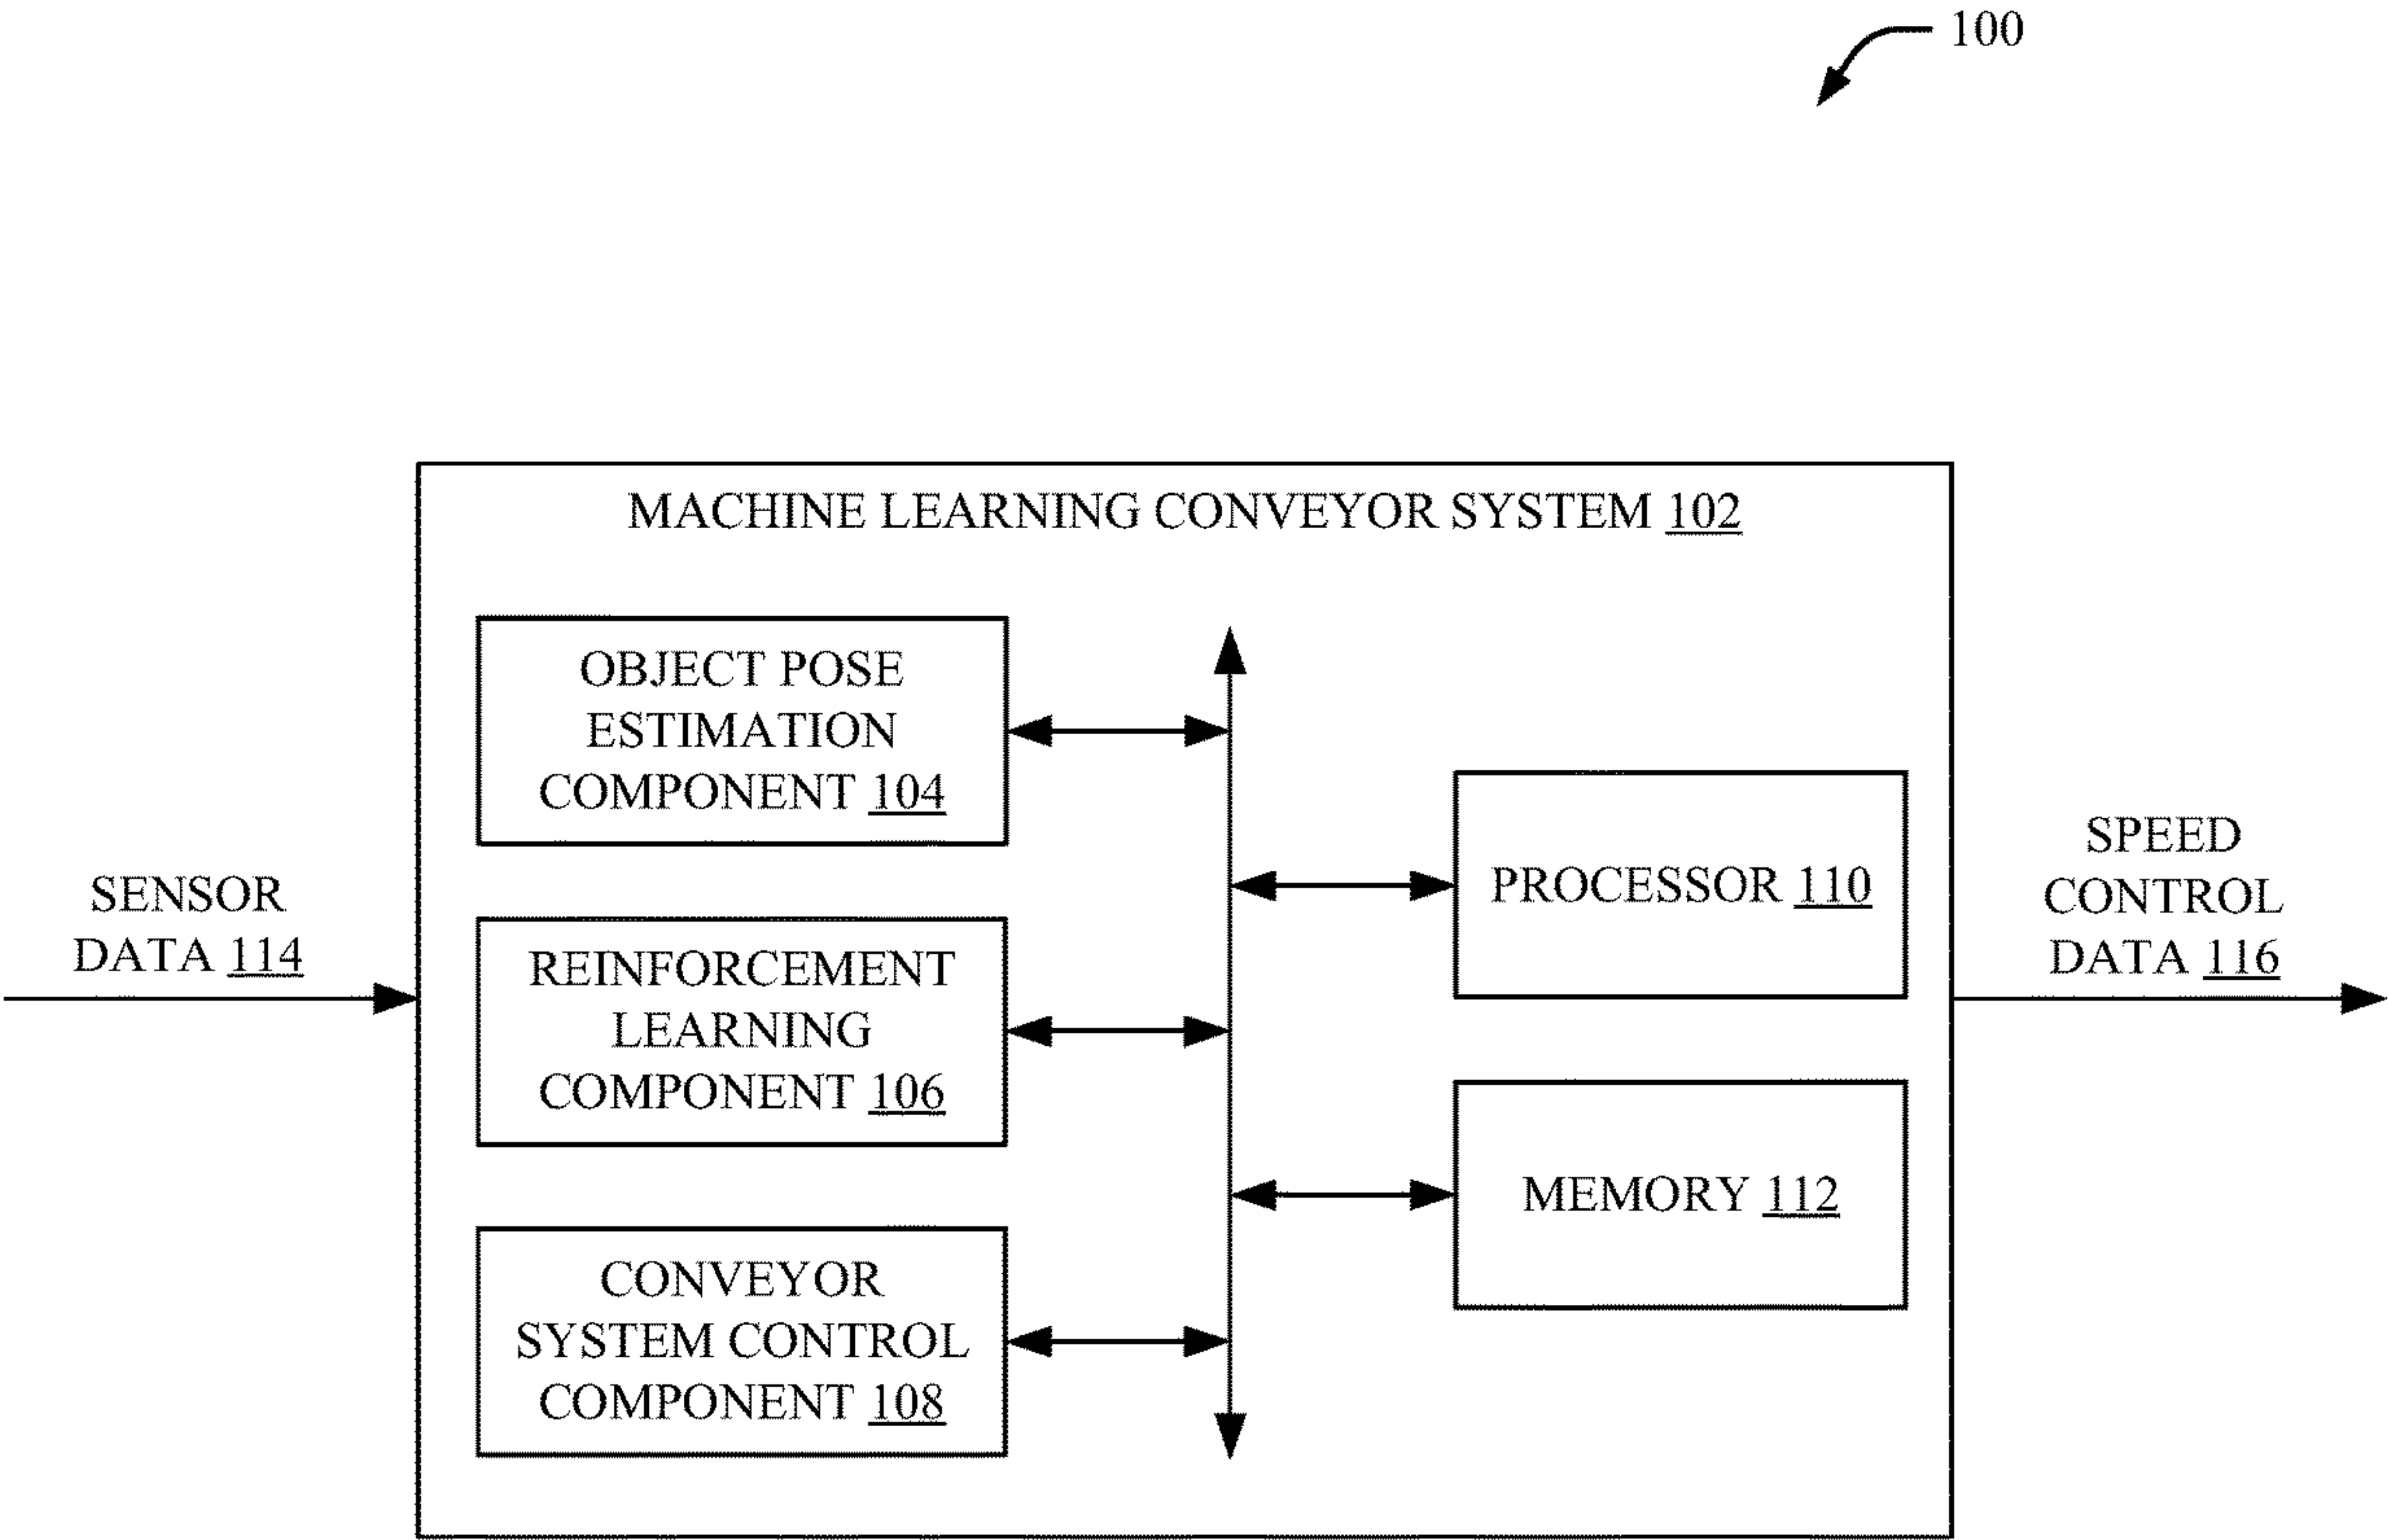 100
MACHINE LEARNING CONVEYOR SYSTEM 102
OBJECT POSE
ESTIMATION
COMPONENT 104
REINFORCEMENT
LEARNING
COMPONENT 106
CONVEYOR
SYSTEM CONTROL
COMPONENT 108
PROCESSOR 110
MEMORY 112
SENSOR
DATA 114
SPEED
CONTROL
DATA 116